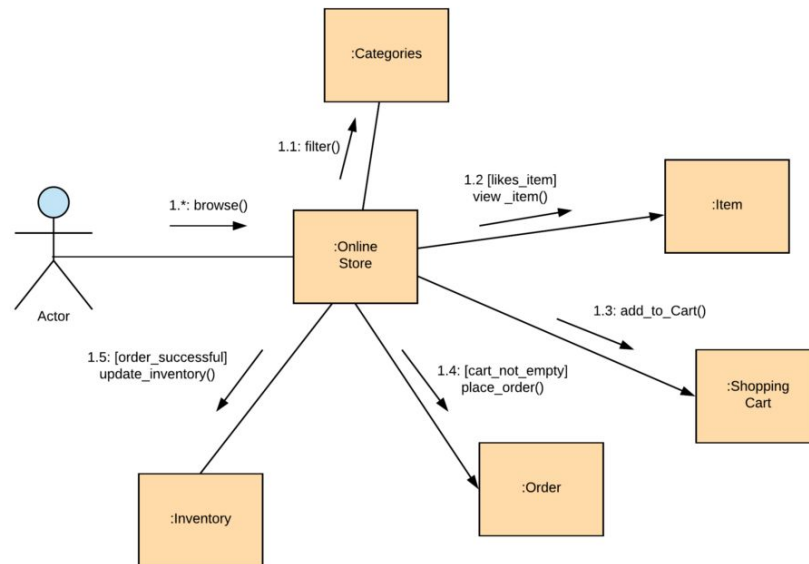 :Categories
1.1: filter()
1.2 [likes_item]
view _item()
:Item
1.*: browse()
:Online
Store
Actor
1.3: add_to_Cart()
1.5: [order_successful]
update_inventory()
1.4: [cart_not_empty]
place_order()
:Shopping
Cart
:Inventory
:Order